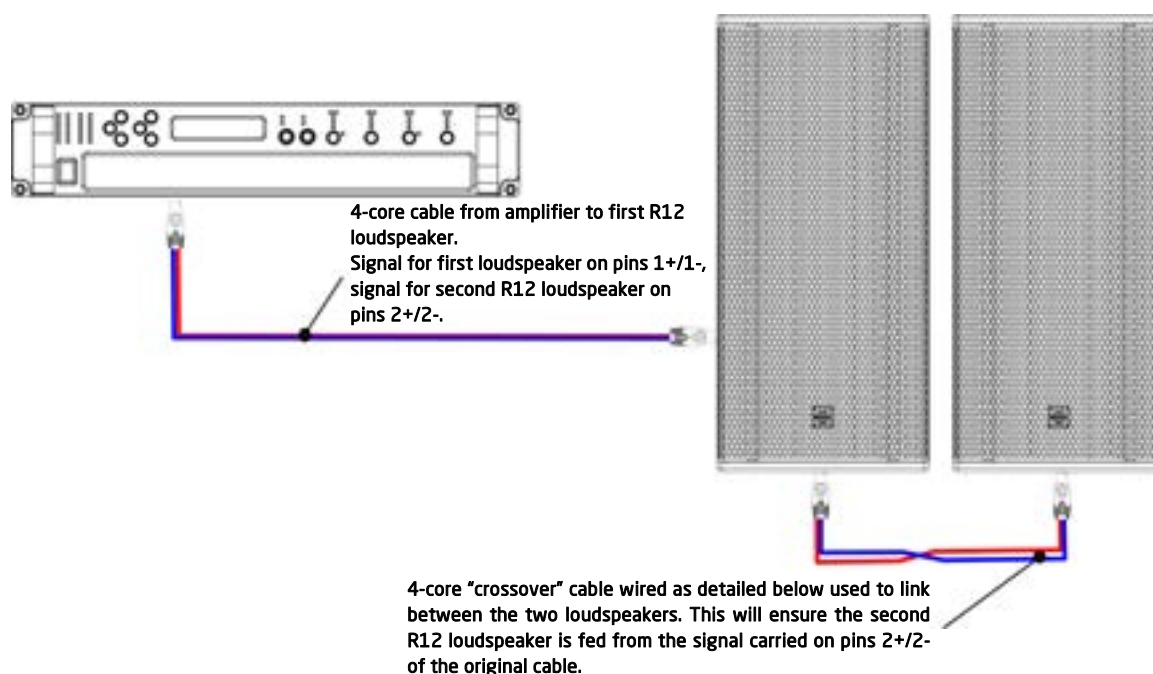 4-core cable from amplifier to first R12
loudspeaker.
Signal for first loudspeaker on pins 1+/1-,
signal for second R12 loudspeaker on
pins 2+/2-.
4-core “crossover” cable wired as detailed below used to link
between the two loudspeakers. This will ensure the second
R12 loudspeaker is fed from the signal carried on pins 2+/2-
of the original cable.